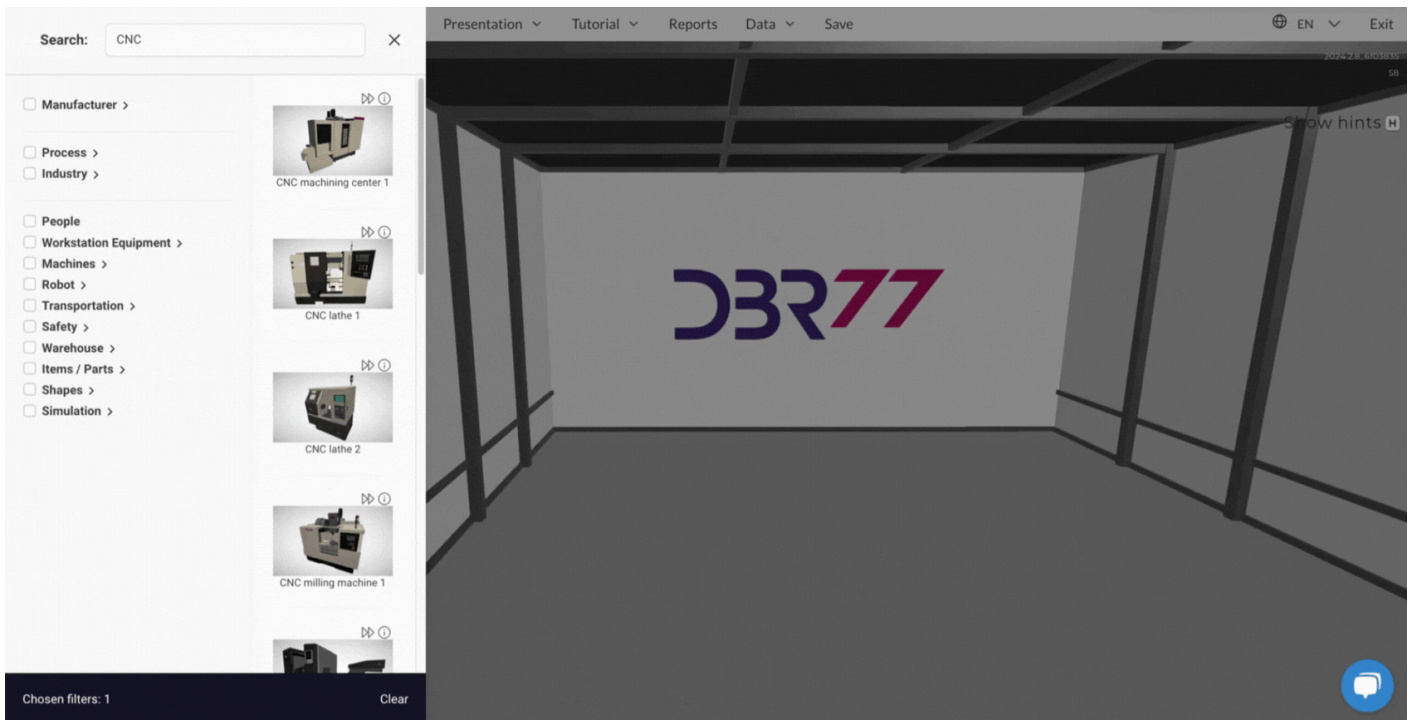 Search: CNC
Manufacturer
Process
Industry
People
Workstation Equipment
Machines
Robot
Transportation
Safety
Warehouse
Items / Parts
Shapes
Simulation
CNC machining center 1
CNC lathe 1
CNC lathe 2
CNC milling machine 1
Chosen filters: 1 Clear
Presentation Tutorial Reports Data Save EN Exit
SB
Show hints H
DBR77